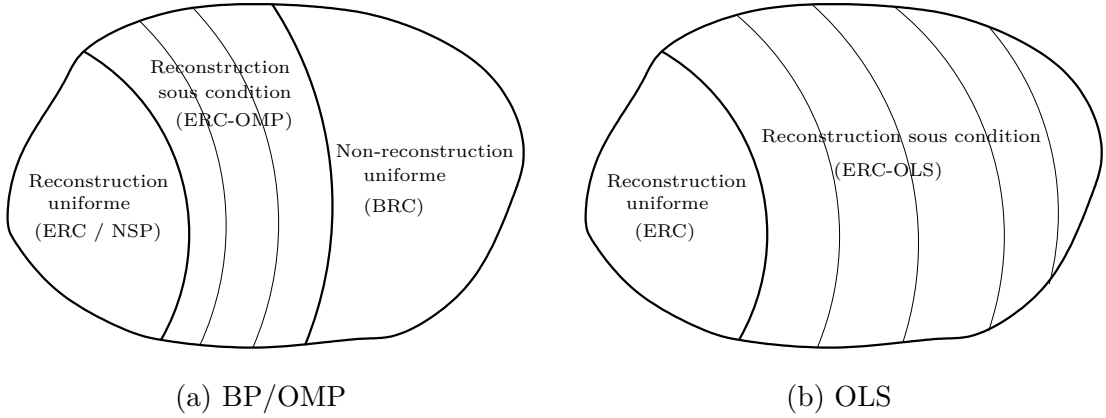 Reconstruction
sous condition
(ERC-OMP)
Reconstruction
uniforme
(ERC / NSP)
Non-reconstruction
uniforme
(BRC)
(a) BP/OMP
Reconstruction sous condition
(ERC-OLS)
Reconstruction
uniforme
(ERC)
(b) OLS